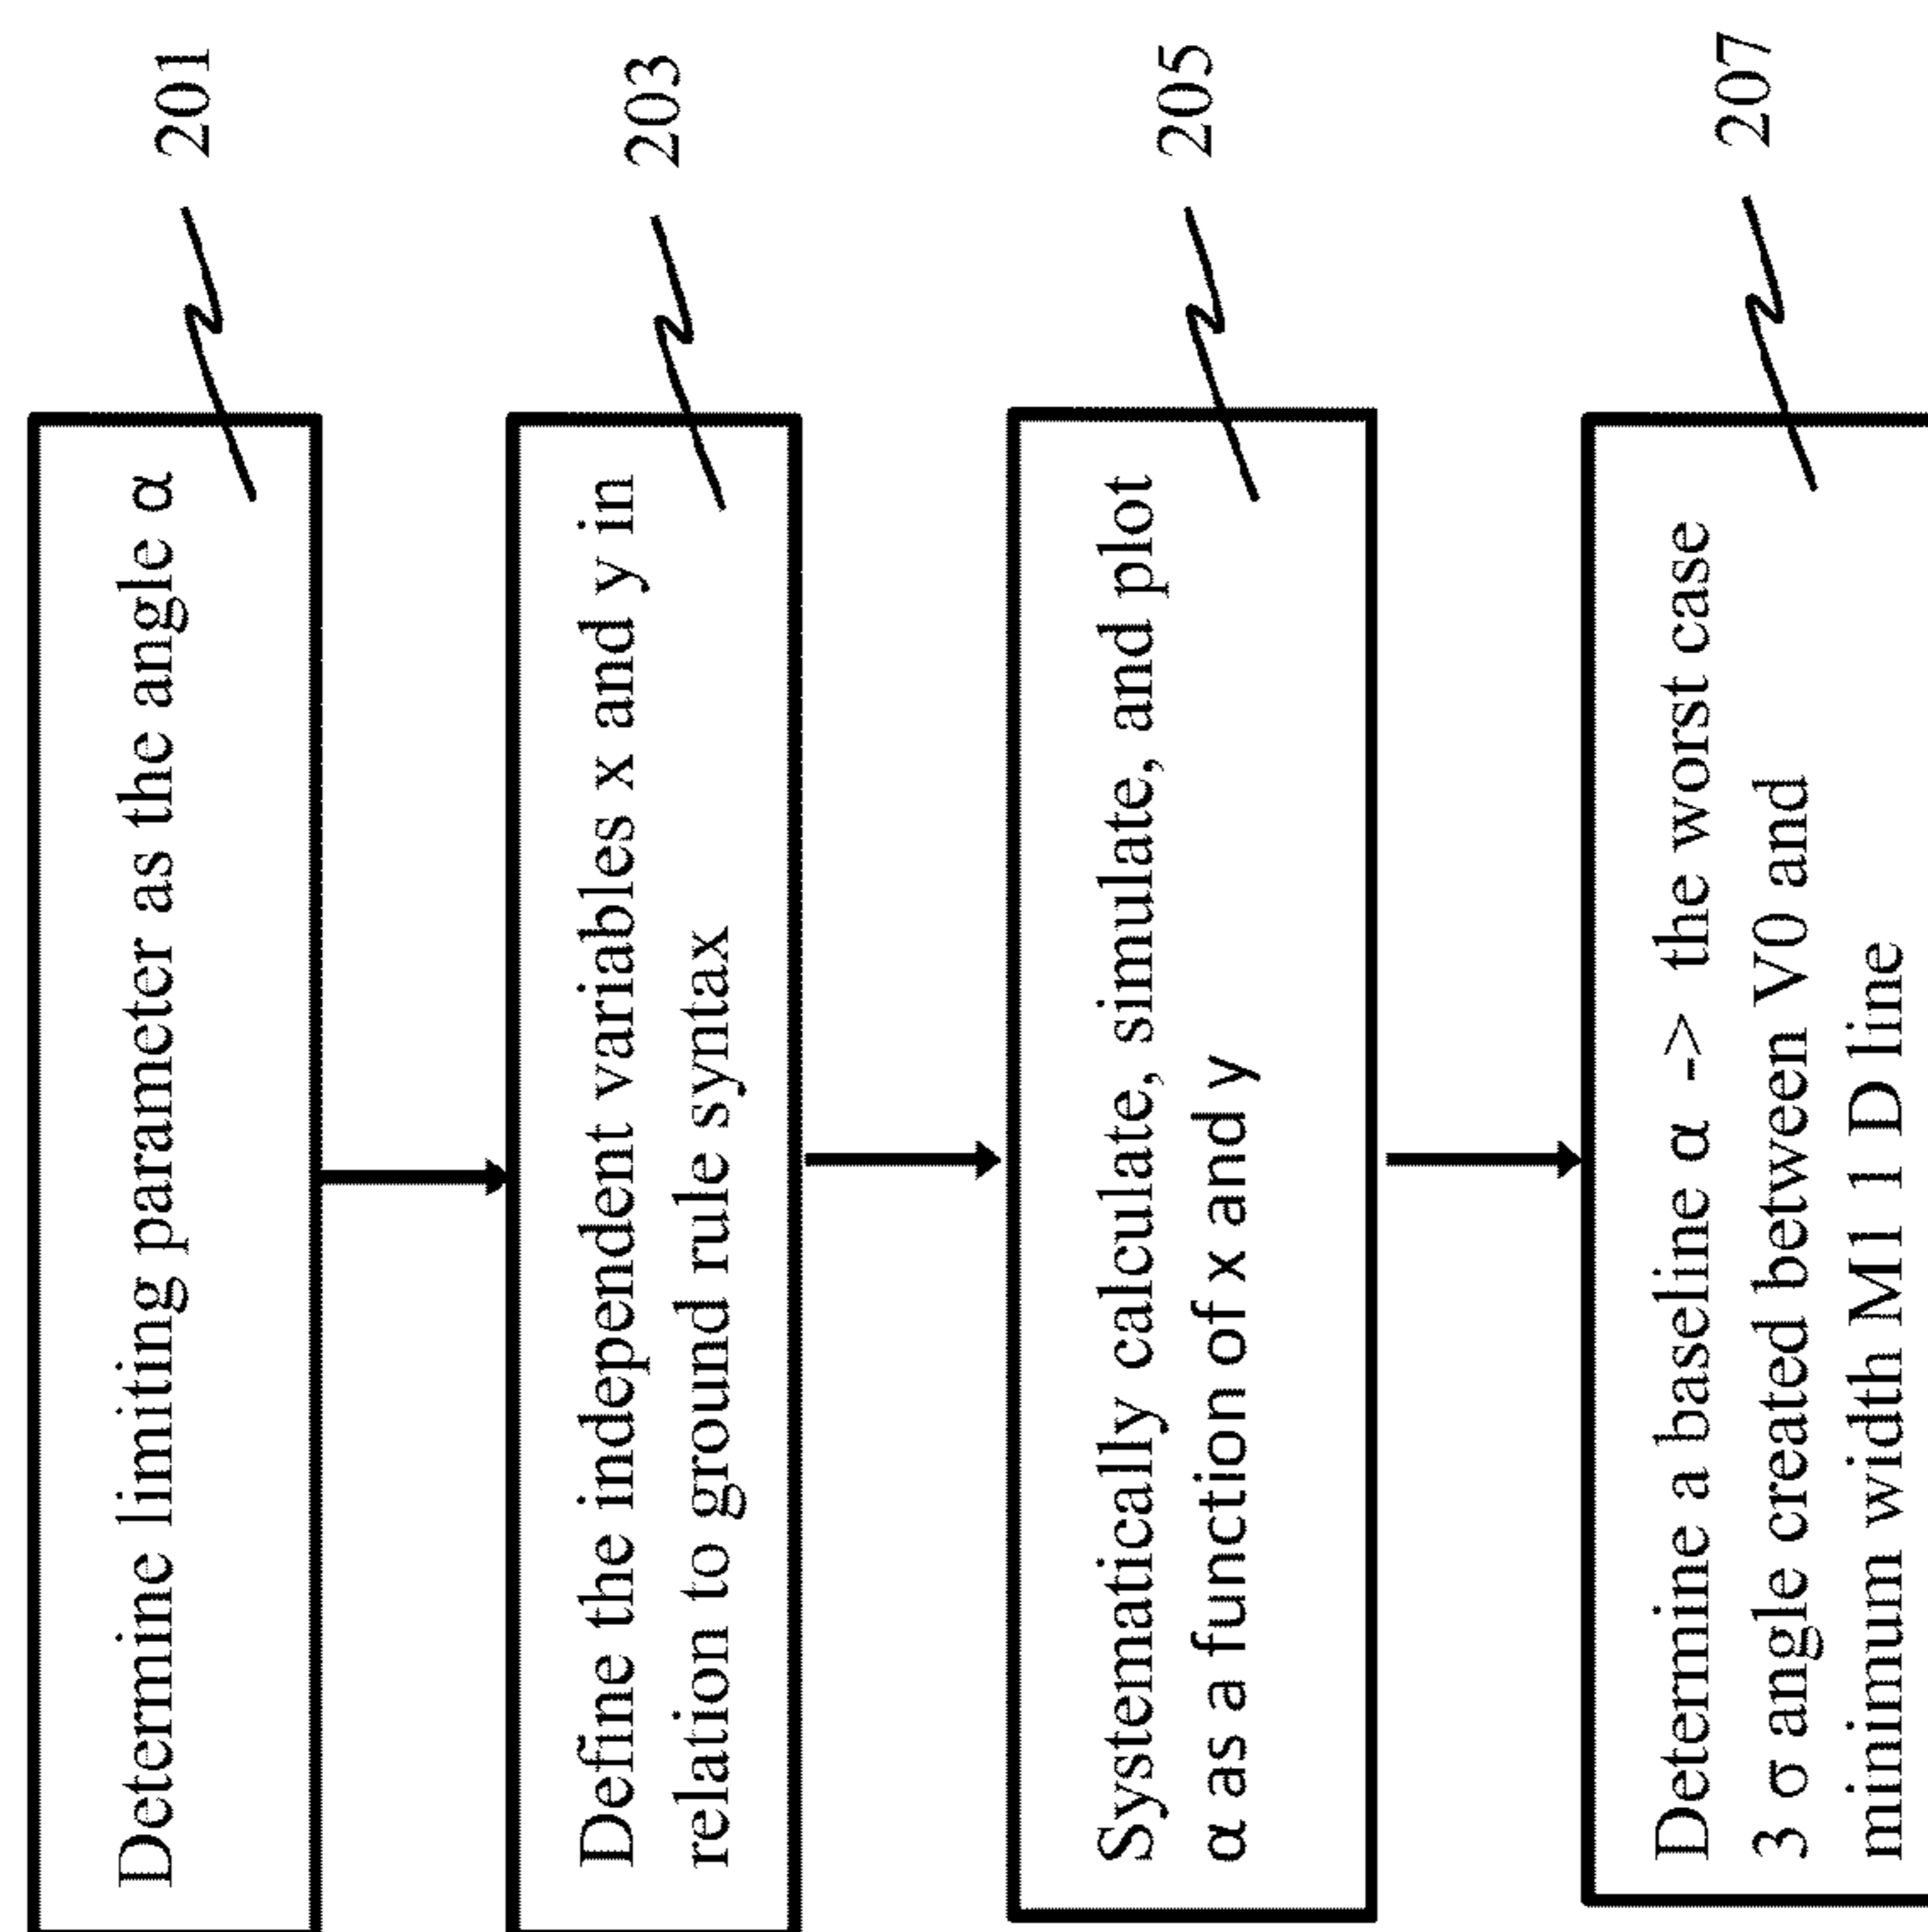 Determine limiting parameter as the angle α
201
Define the independent variables x and y in
relation to ground rule syntax
203
Systematically calculate, simulate, and plot
α as a function of x and y
205
Determine a baseline α -> the worst case
3 σ angle created between V0 and
minimum width M1 1 D line
207